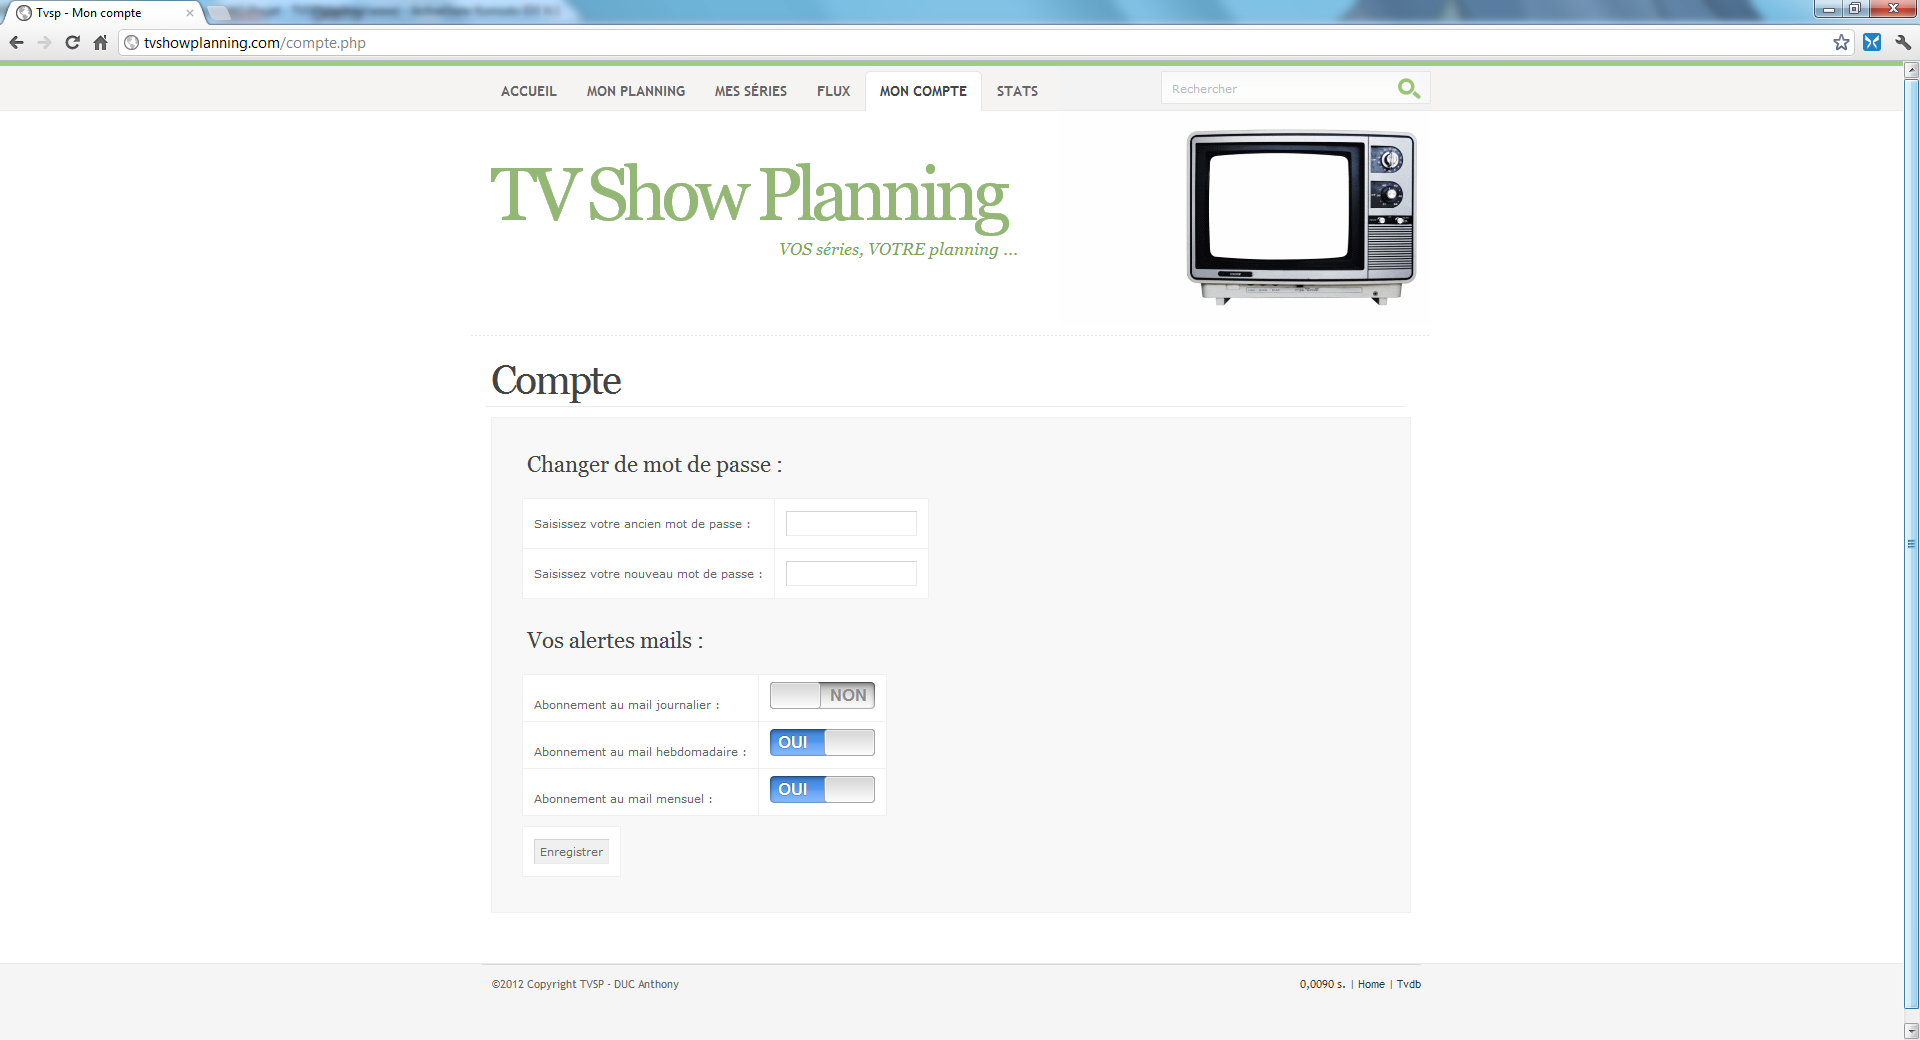 Tvsp - Mon compte
tvshowplanning.com/compte.php
ACCUEIL MON PLANNING MES SÉRIES FLUX MON COMPTE STATS Rechercher
TV Show Planning
VOS séries, VOTRE planning ...
Compte
Changer de mot de passe :
Saisissez votre ancien mot de passe :
Saisissez votre nouveau mot de passe :
Vos alertes mails :
Abonnement au mail journalier : NON
Abonnement au mail hebdomadaire : OUI
Abonnement au mail mensuel : OUI
Enregistrer
©2012 Copyright TVSP - DUC Anthony 0,0090 s. | Home | Tvdb